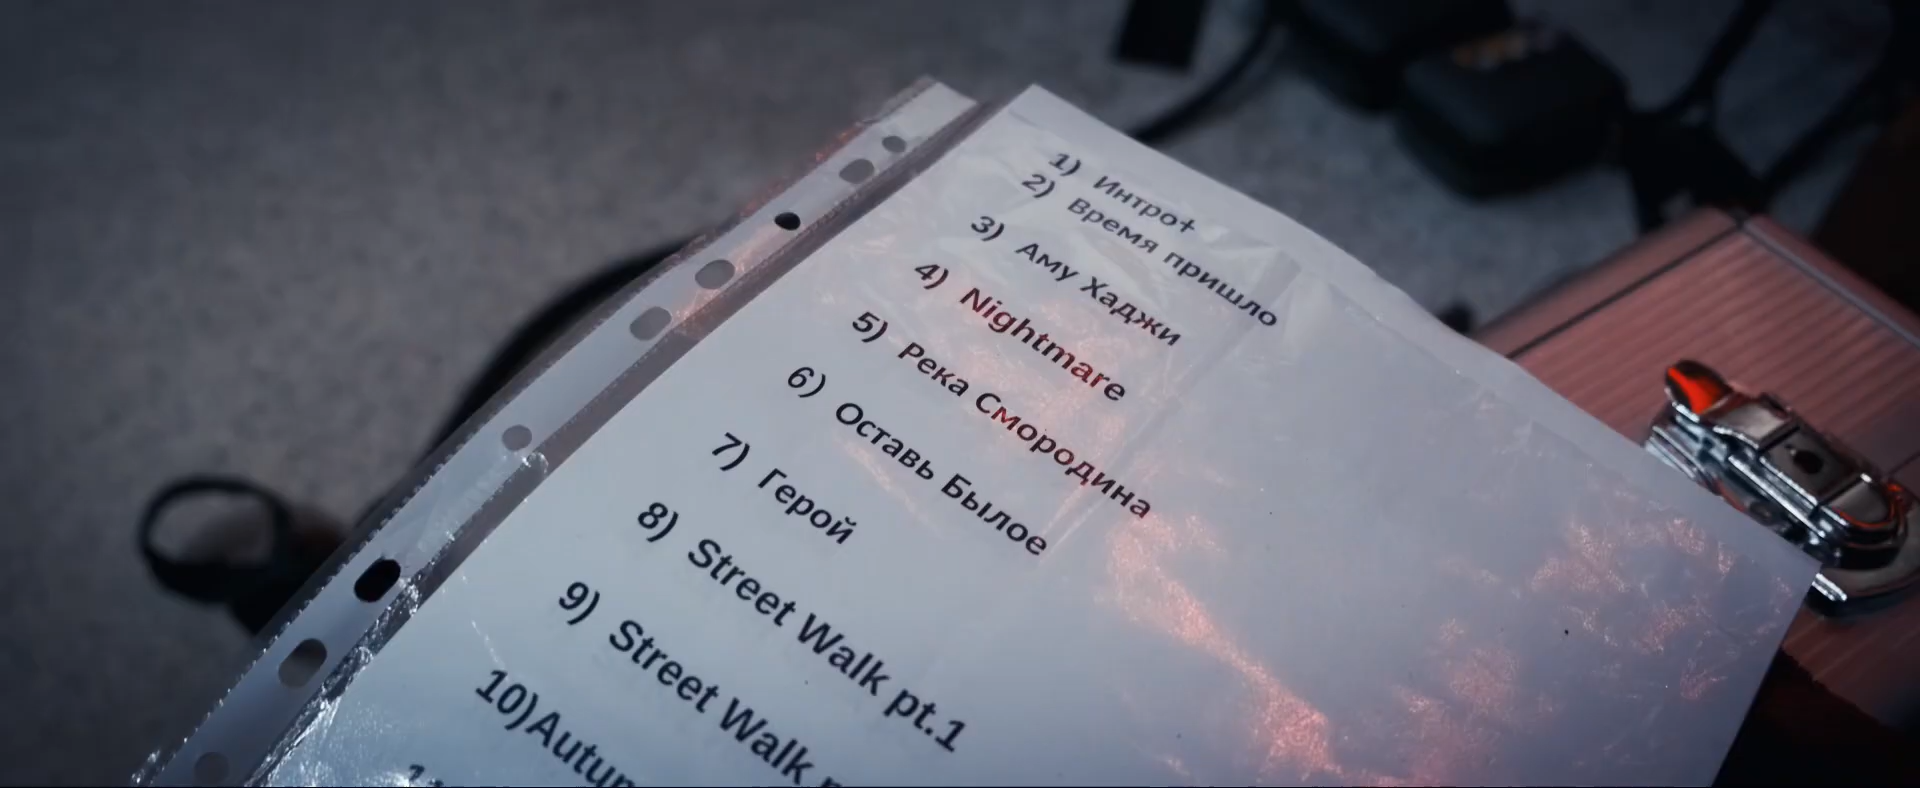 1) Интро+
2) Время пришло
3) Аму Хаджи
4) Nightmare
5) Река Смородина
6) Оставь Былое
7) Герой
8) Street Walk pt.1
9) Street Walk
10)